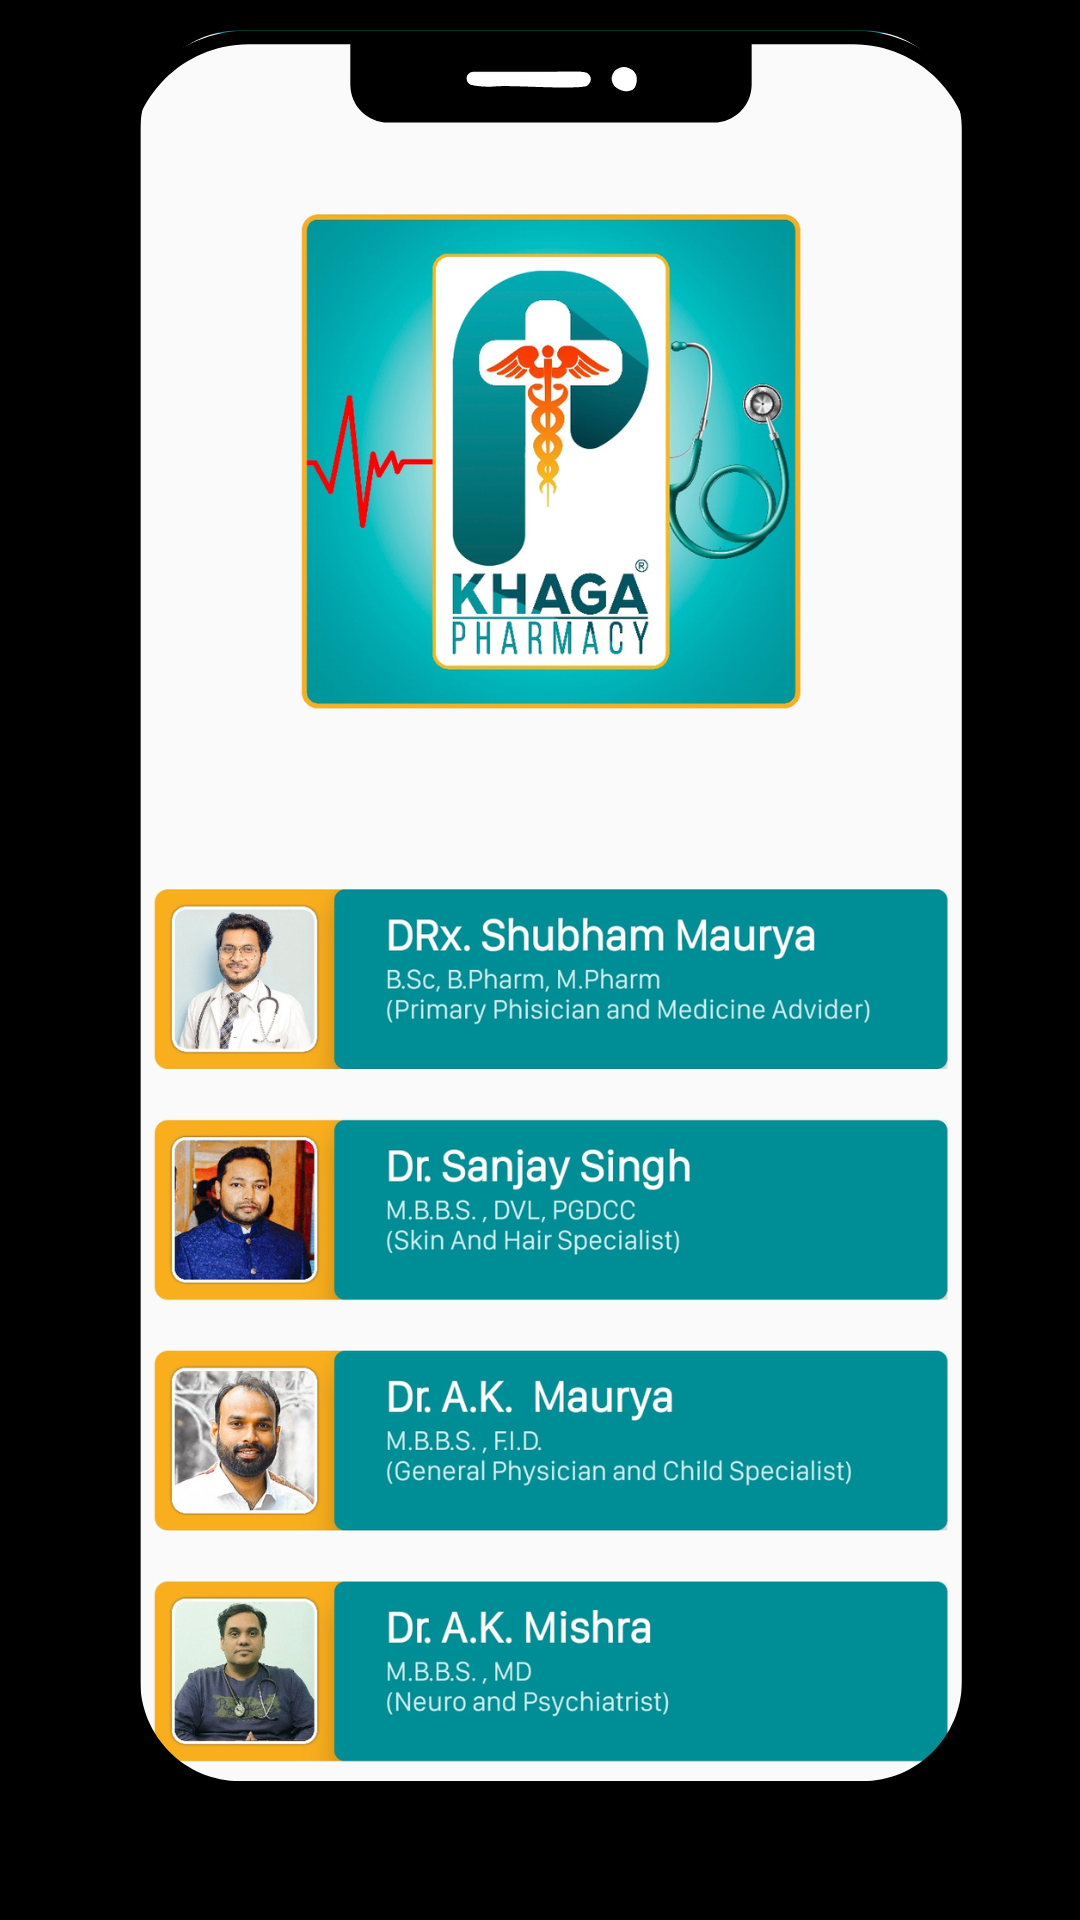 KHAGA
®
PHARMACY
DRx. Shubham Maurya
B.Sc, B.Pharm, M.Pharm
(Primary Phisician and Medicine Advider)
Dr. Sanjay Singh
M.B.B.S. , DVL, PGDCC
(Skin And Hair Specialist)
Dr. A.K.  Maurya
M.B.B.S. , F.I.D.
(General Physician and Child Specialist)
Dr. A.K. Mishra
M.B.B.S. , MD
(Neuro and Psychiatrist)